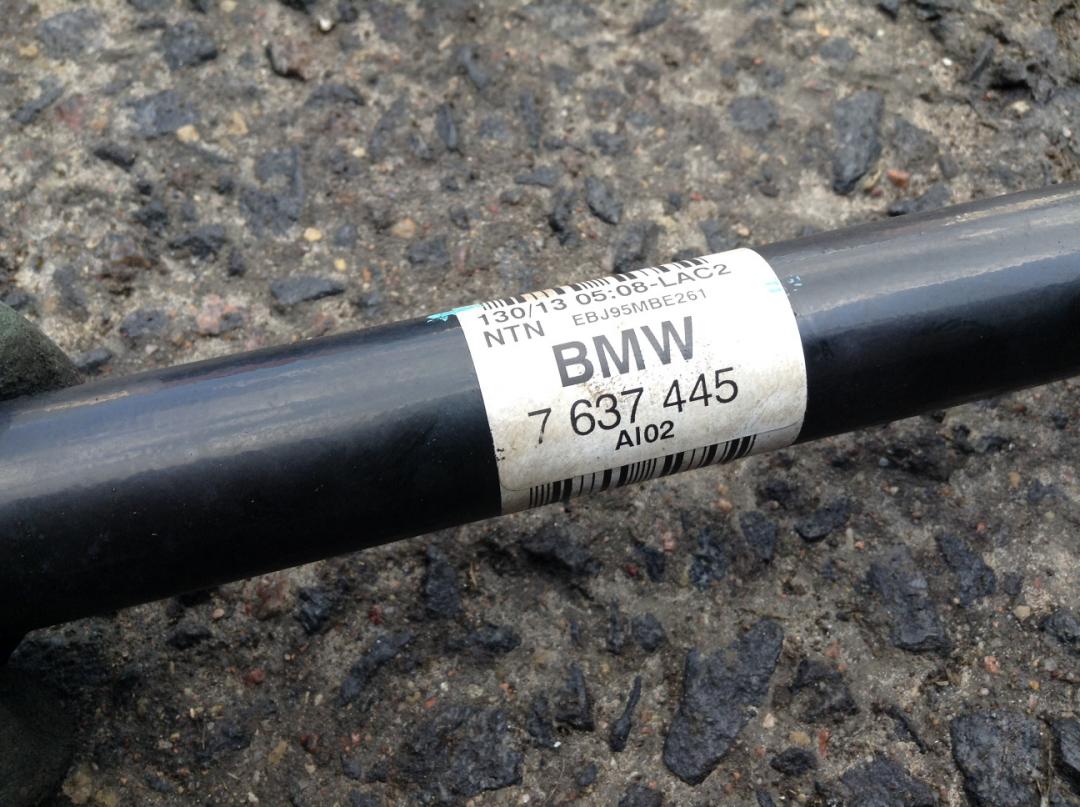 130/13 05:08-LAC2
NTN EBJ95MBE261
BMW
7 637 445
AI02